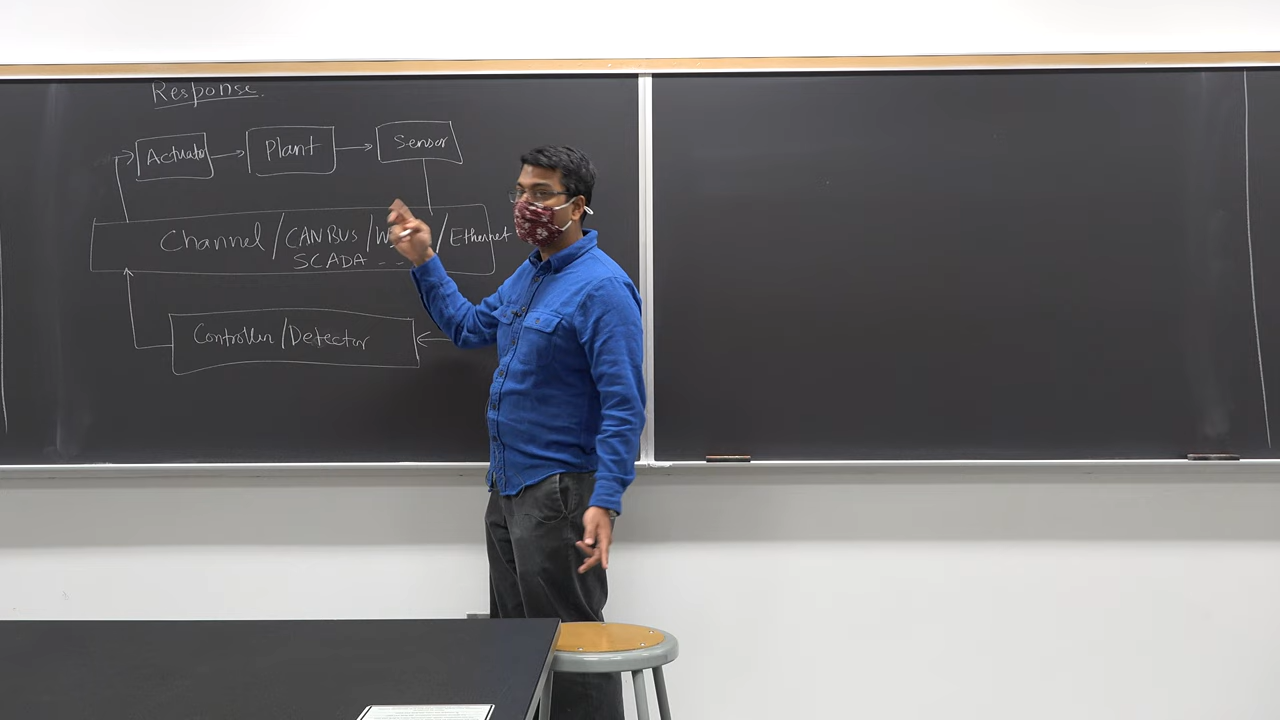 Response.
Actuator Plant Sensor
Channel / CANBUS / / Ethernet
SCADA - - -
Controller / Detector